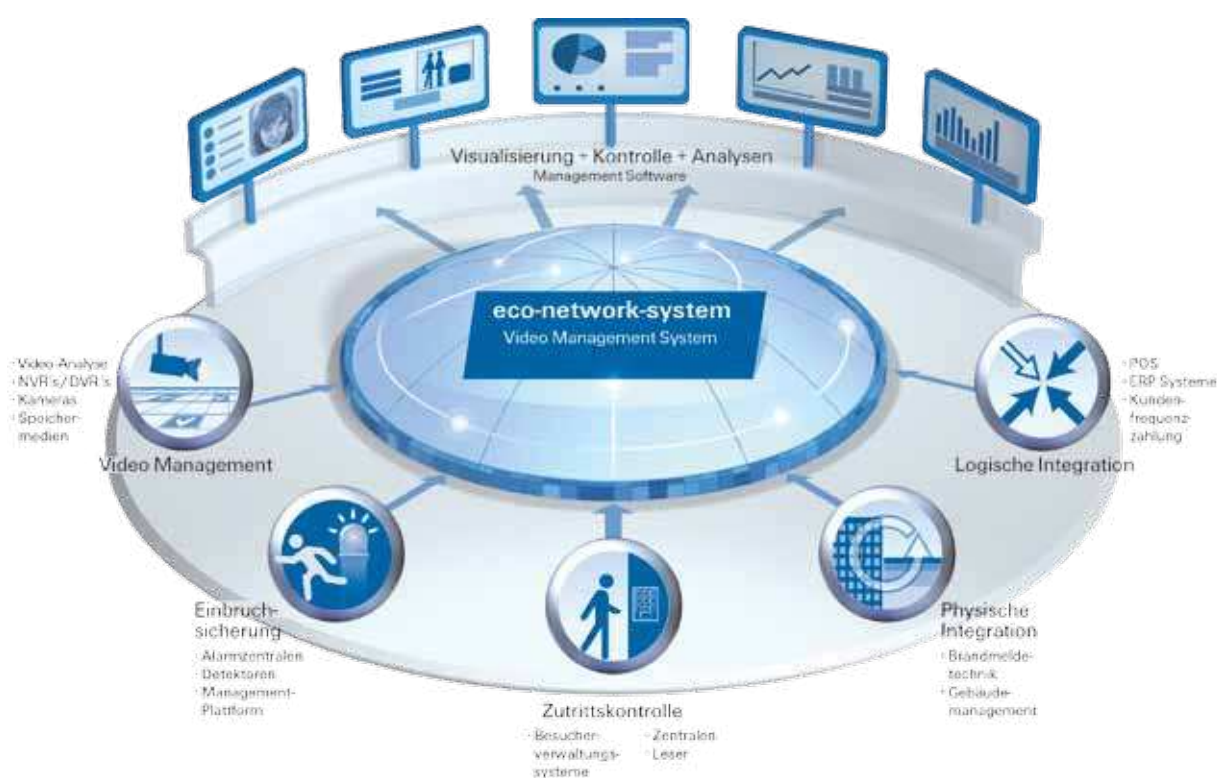 Visualisierung + Kontrolle + Analysen
Management Software
eco-network-system
Video Management System
· Video-Analyse
· NVR´s/DVR´s
· Kameras
· Speicher-
medien
Video Management
· POS
· ERP Systeme
· Kunden-
frequenz-
zahlung
Logische Integration
Einbruch-
sicherung
· Alarmzentralen
· Detektoren
· Management-
Plattform
Zutrittskontrolle
· Besucher-
verwaltungs-
systeme
· Zentralen
· Leser
Physische
Integration
· Brandmelde-
technik
· Gebäude-
management